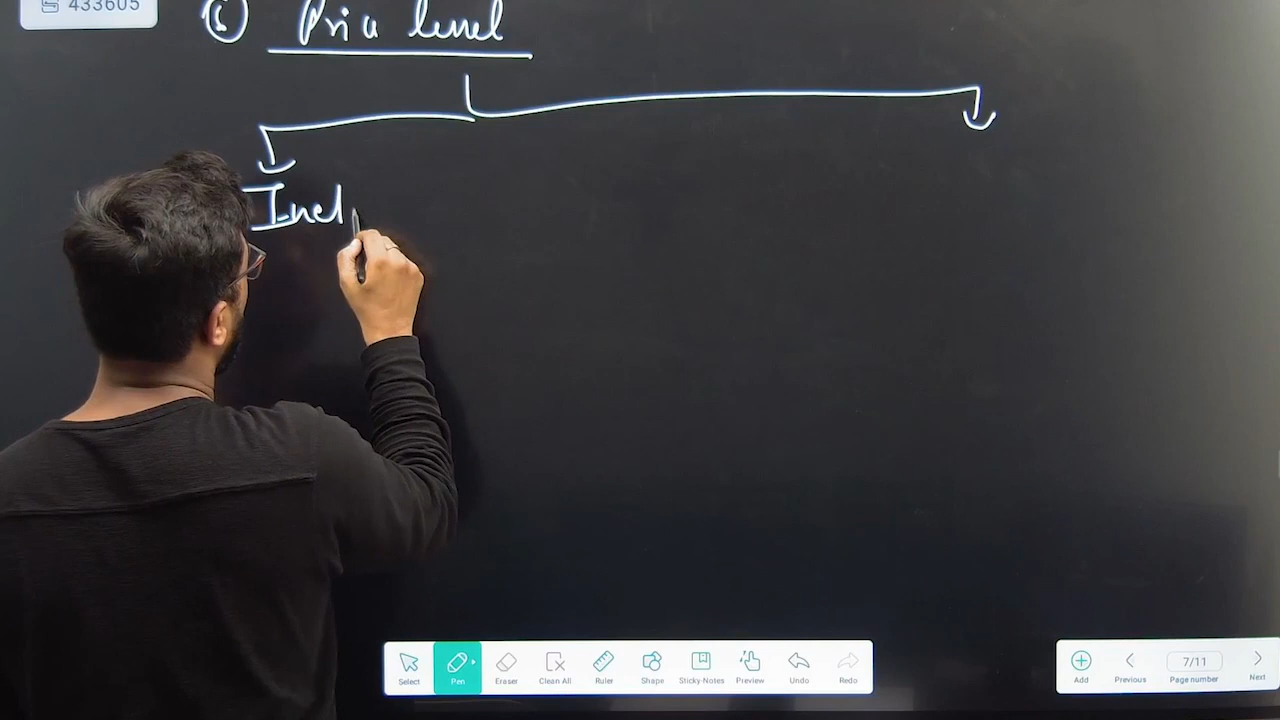 433605
6 Price level
Incl
Select Pen Eraser Clean All Ruler Shape Sticky-Notes Preview Undo Redo
Add Previous 7/11 Page number Next